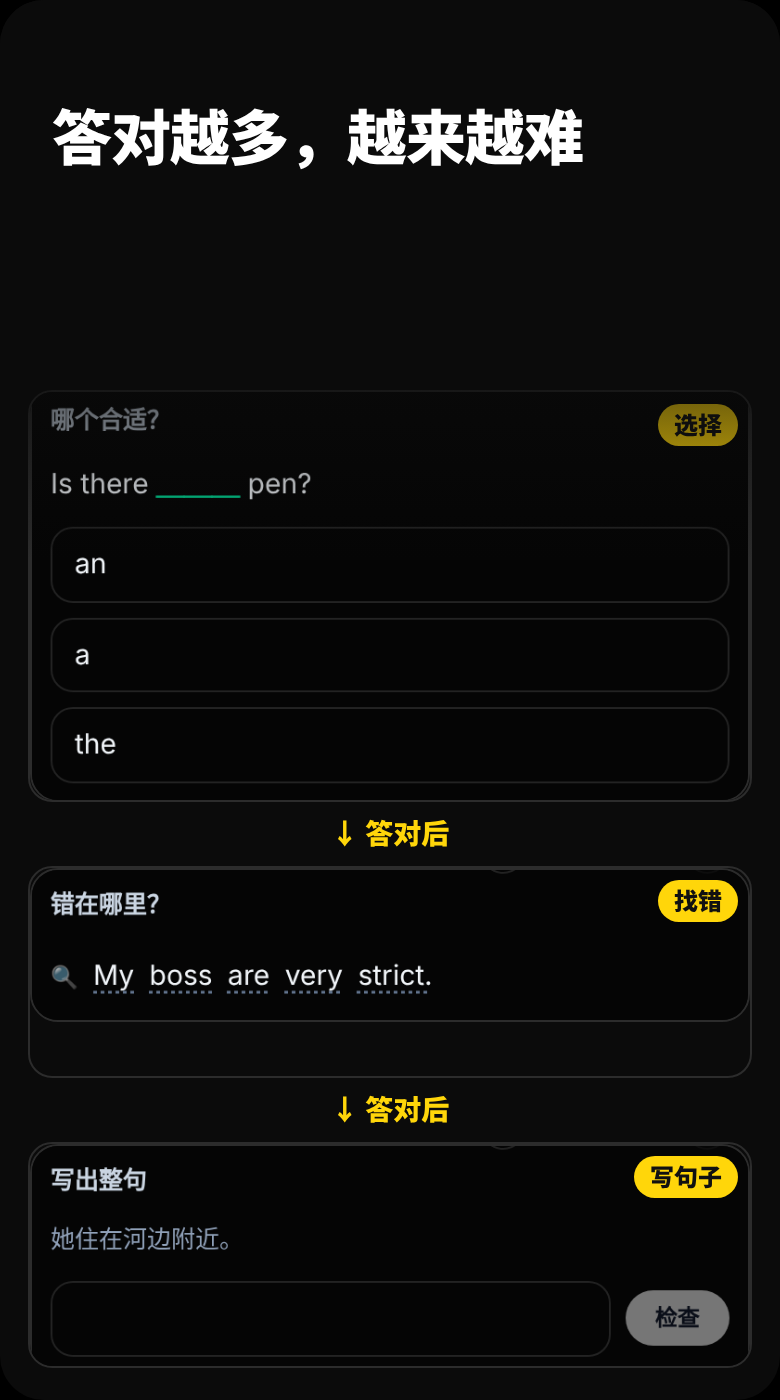 答对越多，越来越难
哪个合适？
选择
Is there ______ pen?
an
a
the
↓ 答对后
错在哪里？
找错
My boss are very strict.
↓ 答对后
写出整句
写句子
她住在河边附近。
检查